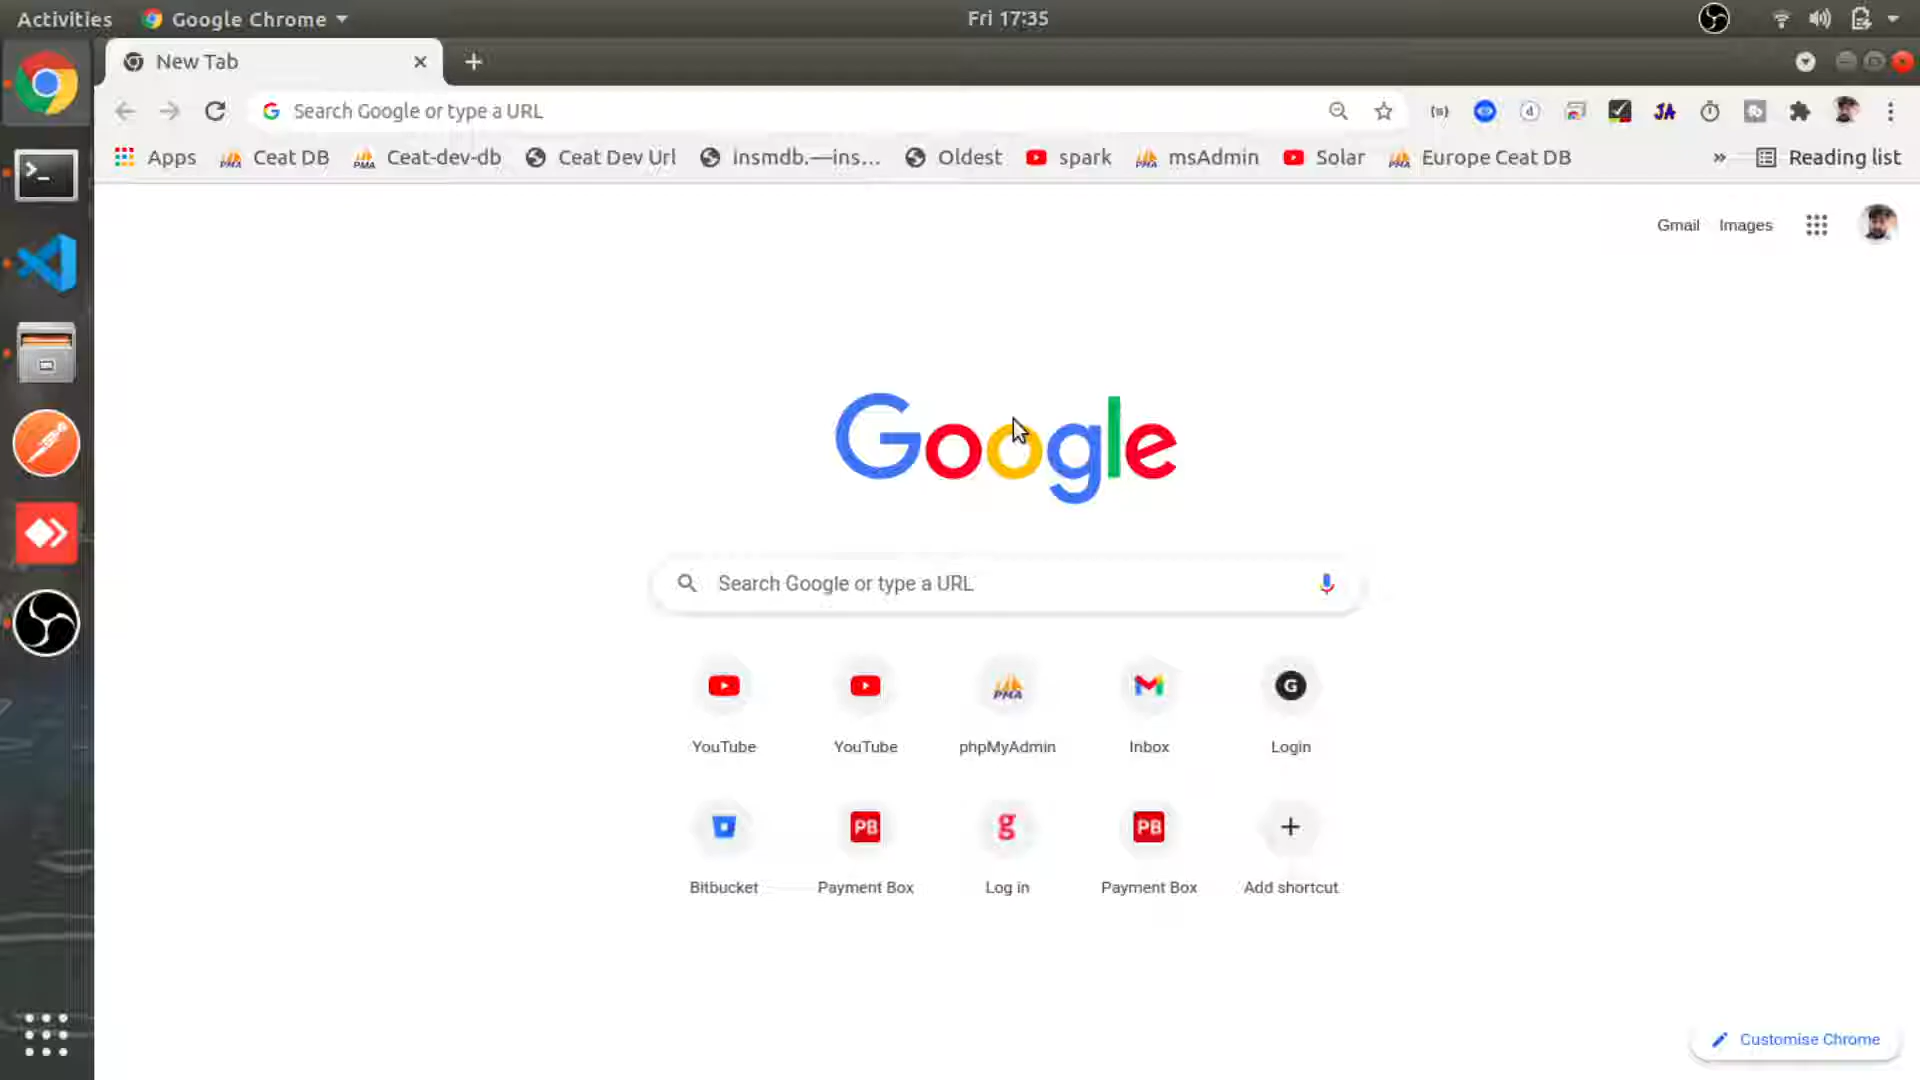 Activities Google Chrome Fri 17:35
New Tab
Search Google or type a URL
Apps Ceat DB Ceat-dev-db Ceat Dev Url Insmdb.—ins... Oldest spark msAdmin Solar Europe Ceat DB » Reading list
Gmail Images
Google
Search Google or type a URL
YouTube YouTube phpMyAdmin Inbox Login
Bitbucket Payment Box Log in Payment Box Add shortcut
Customise Chrome